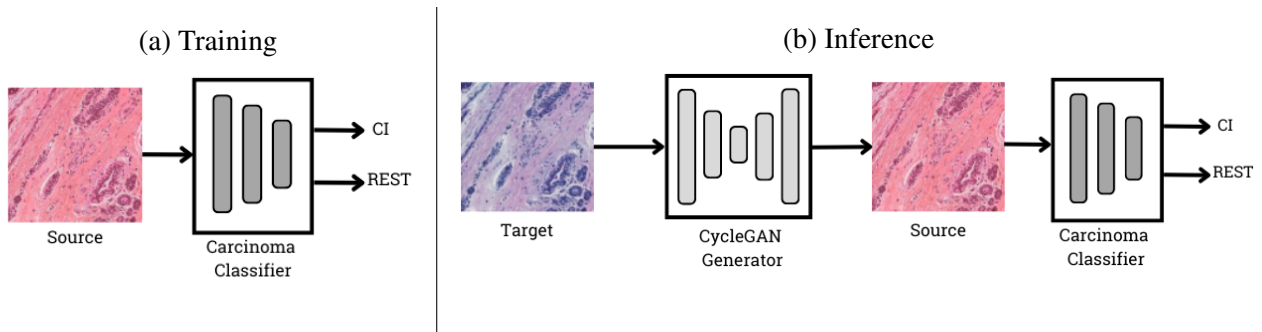 (a) Training
CI
REST
Source
Carcinoma
Classifier
(b) Inference
CI
REST
Target
CycleGAN
Generator
Source
Carcinoma
Classifier